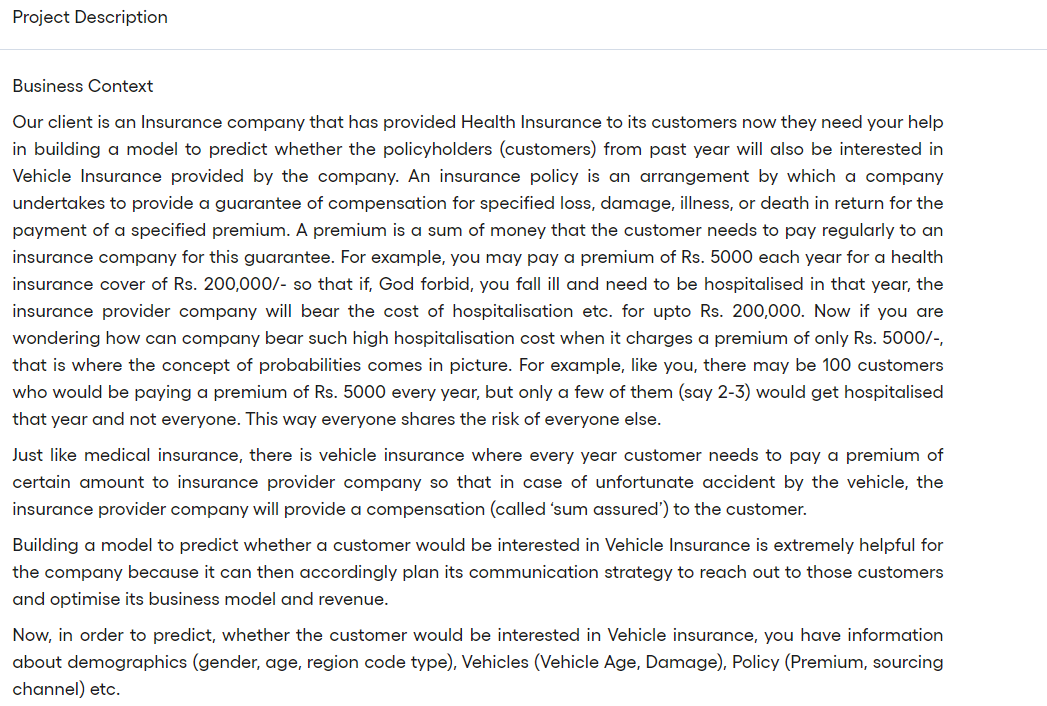 Project Description
Business Context
Our client is an Insurance company that has provided Health Insurance to its customers now they need your help
in building a model to predict whether the policyholders (customers) from past year will also be interested in
Vehicle Insurance provided by the company. An insurance policy is an arrangement by which a company
undertakes to provide a guarantee of compensation for specified loss, damage, illness, or death in return for the
payment of a specified premium. A premium is a sum of money that the customer needs to pay regularly to an
insurance company for this guarantee. For example, you may pay a premium of Rs. 5000 each year for a health
insurance cover of Rs. 200,000/- so that if, God forbid, you fall ill and need to be hospitalised in that year, the
insurance provider company will bear the cost of hospitalisation etc. for upto Rs. 200,000. Now if you are
wondering how can company bear such high hospitalisation cost when it charges a premium of only Rs. 5000/-,
that is where the concept of probabilities comes in picture. For example, like you, there may be 100 customers
who would be paying a premium of Rs. 5000 every year, but only a few of them (say 2-3) would get hospitalised
that year and not everyone. This way everyone shares the risk of everyone else.
Just like medical insurance, there is vehicle insurance where every year customer needs to pay a premium of
certain amount to insurance provider company so that in case of unfortunate accident by the vehicle, the
insurance provider company will provide a compensation (called ‘sum assured’) to the customer.
Building a model to predict whether a customer would be interested in Vehicle Insurance is extremely helpful for
the company because it can then accordingly plan its communication strategy to reach out to those customers
and optimise its business model and revenue.
Now, in order to predict, whether the customer would be interested in Vehicle insurance, you have information
about demographics (gender, age, region code type), Vehicles (Vehicle Age, Damage), Policy (Premium, sourcing
channel) etc.